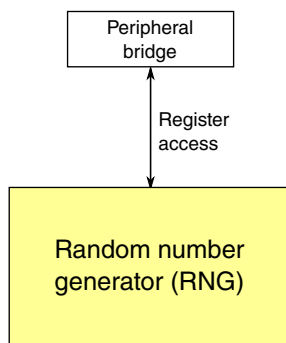 Peripheral
bridge
Register
access
Random number
generator (RNG)